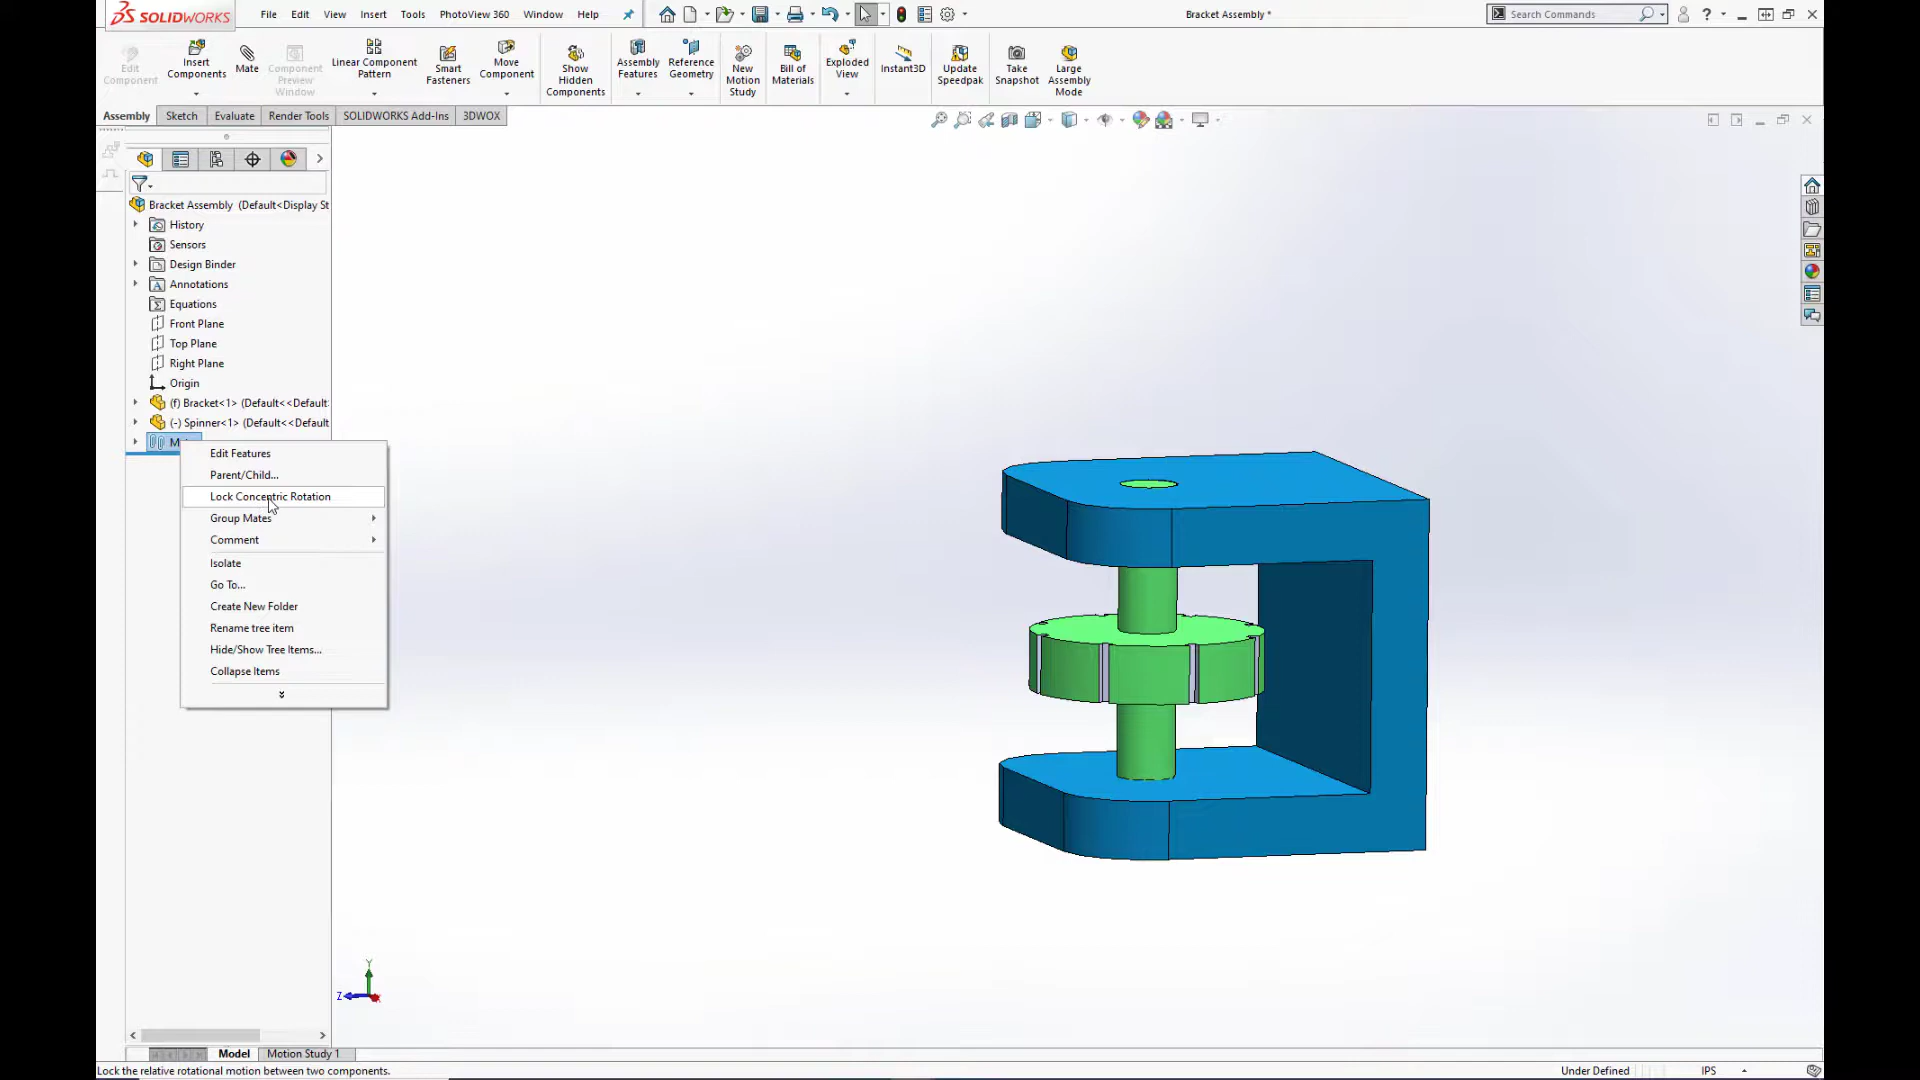 SOLIDWORKS File Edit View Insert Tools PhotoView 360 Window Help Bracket Assembly * Search Commands ?
Edit Component
Insert Components
Mate
Component Preview Window
Linear Component Pattern
Smart Fasteners
Move Component
Show Hidden Components
Assembly Features
Reference Geometry
New Motion Study
Bill of Materials
Exploded View
Instant3D
Update Speedpak
Take Snapshot
Large Assembly Mode
Assembly Sketch Evaluate Render Tools SOLIDWORKS Add-Ins 3DWOX
Bracket Assembly (Default<Display St
History
Sensors
Design Binder
Annotations
Equations
Front Plane
Top Plane
Right Plane
Origin
(f) Bracket<1> (Default<<Default
(-) Spinner<1> (Default<<Default
M
Edit Features
Parent/Child...
Lock Concentric Rotation
Group Mates
Comment
Isolate
Go To...
Create New Folder
Rename tree item
Hide/Show Tree Items...
Collapse Items
Y
Z
Model Motion Study 1
Lock the relative rotational motion between two components. Under Defined IPS